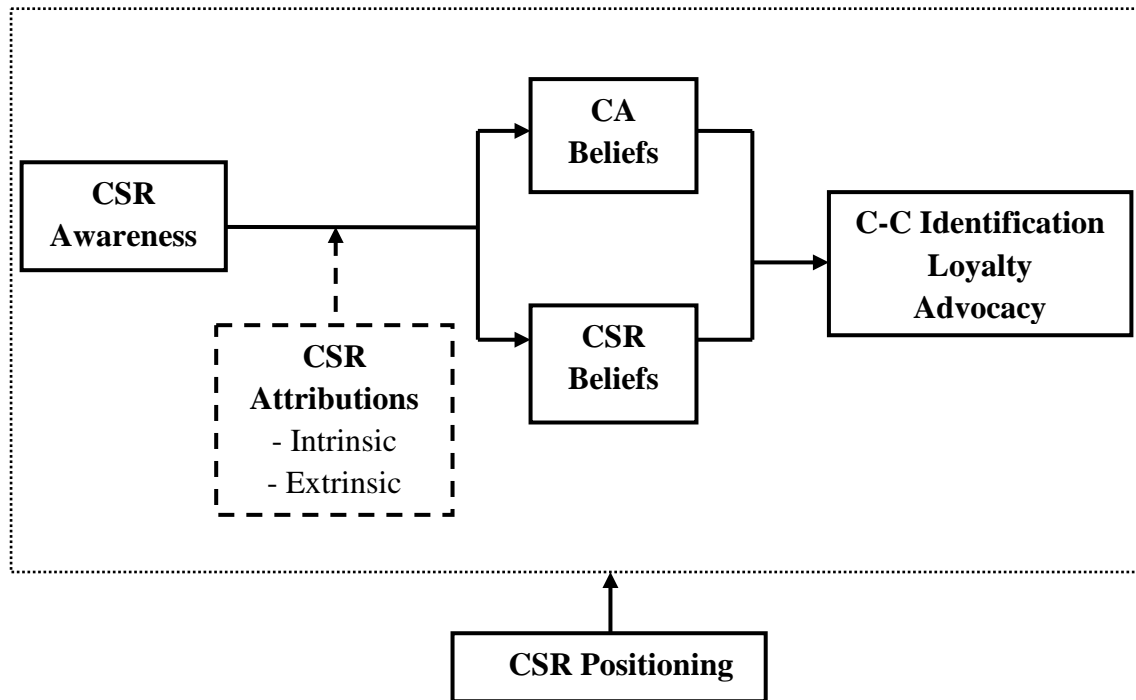 CSR
Awareness
CA
Beliefs
CSR
Attributions
- Intrinsic
- Extrinsic
CSR
Beliefs
C-C Identification
Loyalty
Advocacy
CSR Positioning